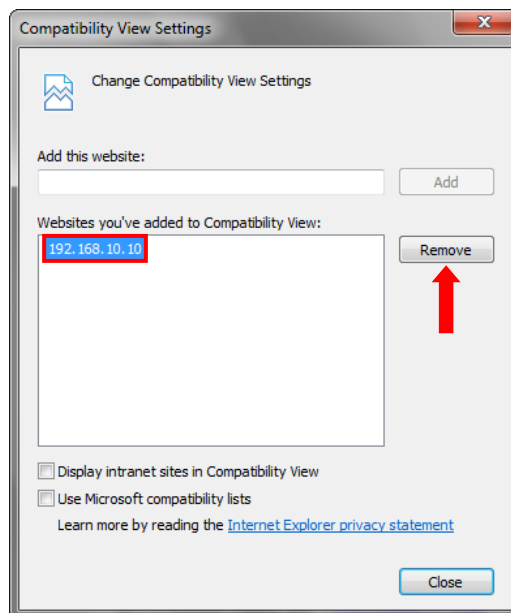 Compatibility View Settings
Change Compatibility View Settings
Add this website:
Add
Websites you've added to Compatibility View:
192.168.10.10
Remove
Display intranet sites in Compatibility View
Use Microsoft compatibility lists
Learn more by reading the Internet Explorer privacy statement
Close